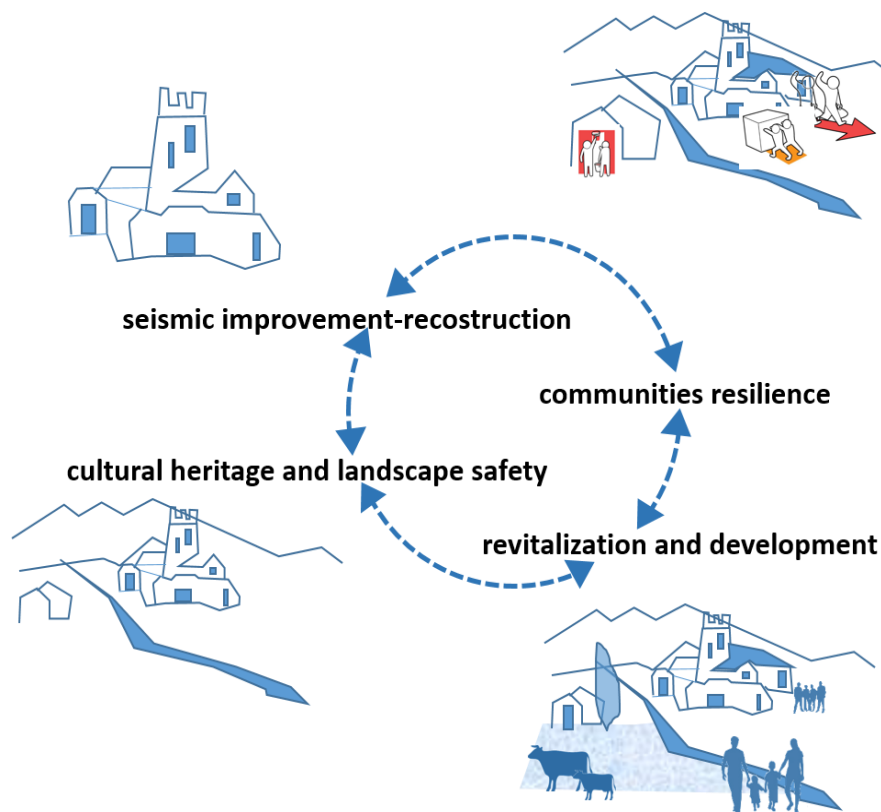 seismic improvement-recostruction
communities resilience
cultural heritage and landscape safety
revitalization and development